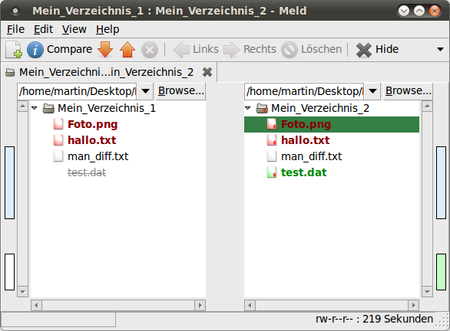 Mein_Verzeichnis_1 : Mein_Verzeichnis_2 - Meld
File Edit View Help
Compare Links Rechts Löschen Hide
Mein_Verzeichni...in_Verzeichnis_2
/home/martin/Desktop/ Browse... /home/martin/Desktop/ Browse...
Mein_Verzeichnis_1 Mein_Verzeichnis_2
Foto.png Foto.png
hallo.txt hallo.txt
man_diff.txt man_diff.txt
test.dat test.dat
rw-r--r-- : 219 Sekunden